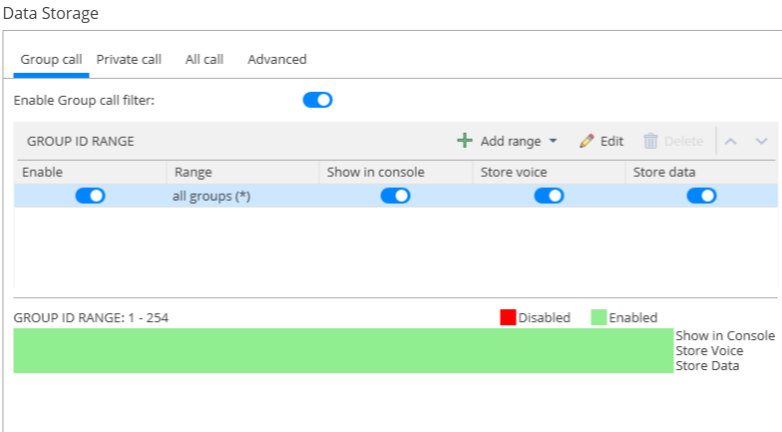 Data Storage
Group call Private call All call Advanced
Enable Group call filter:
GROUP ID RANGE Add range Edit Delete
Enable Range Show in console Store voice Store data
all groups (*)
GROUP ID RANGE: 1 - 254 Disabled Enabled
Show in Console
Store Voice
Store Data